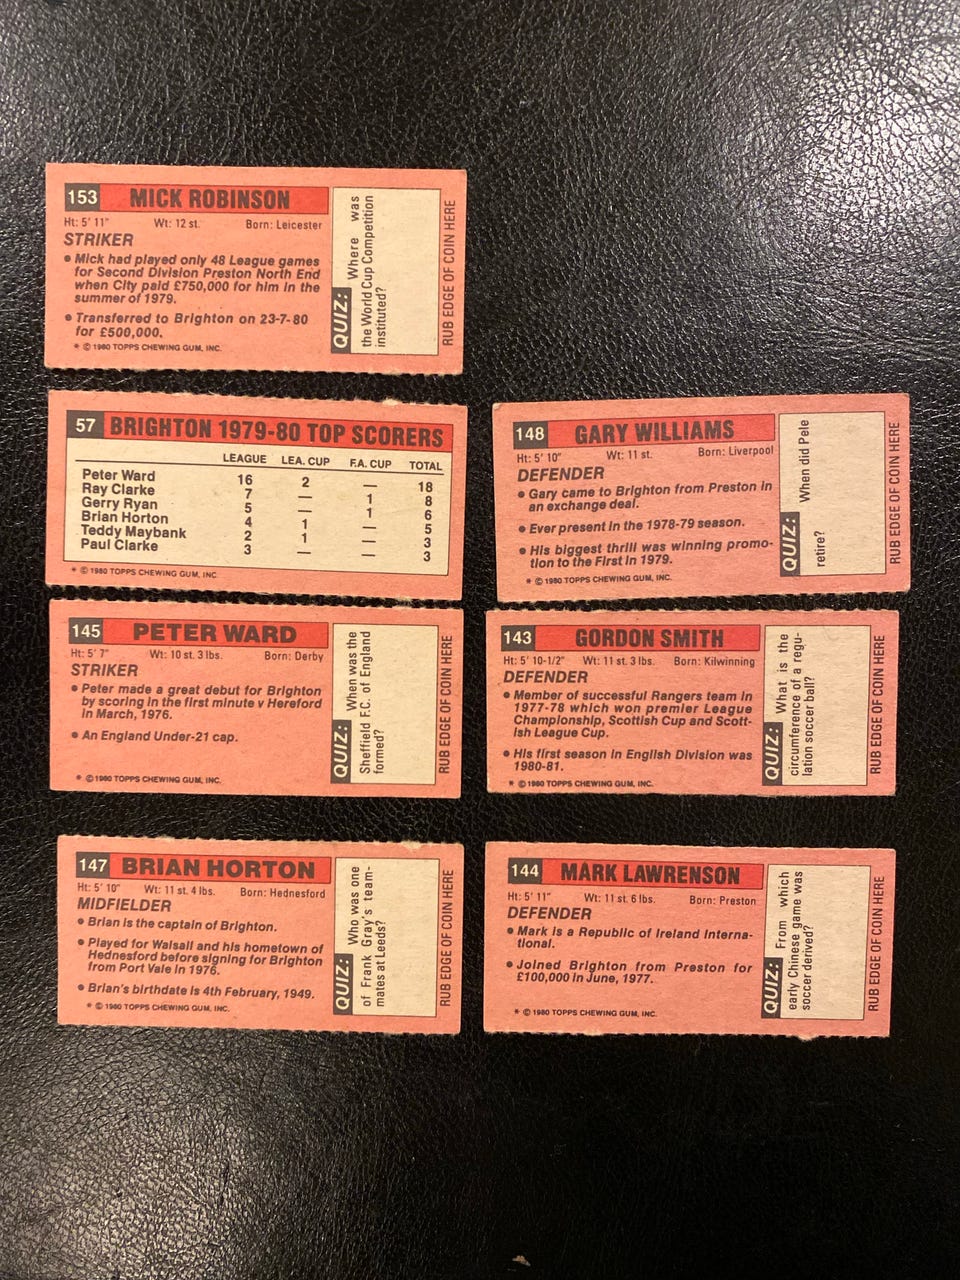 153 MICK ROBINSON
Ht: 5' 11" Wt: 12 st. Born: Leicester
STRIKER
• Mick had played only 48 League games
for Second Division Preston North End
when City paid £750,000 for him in the
summer of 1979.
• Transferred to Brighton on 23-7-80
for £500,000.
* © 1980 TOPPS CHEWING GUM, INC.
QUIZ: Where was
the World Cup Competition
instituted?
RUB EDGE OF COIN HERE
57 BRIGHTON 1979-80 TOP SCORERS
LEAGUE LEA. CUP F.A. CUP TOTAL
Peter Ward 16 2 — 18
Ray Clarke 7 — 1 8
Gerry Ryan 5 — 1 6
Brian Horton 4 1 — 5
Teddy Maybank 2 1 — 3
Paul Clarke 3 — — 3
* © 1980 TOPPS CHEWING GUM, INC.
148 GARY WILLIAMS
Ht: 5' 10" Wt: 11 st. Born: Liverpool
DEFENDER
• Gary came to Brighton from Preston in
an exchange deal.
• Ever present in the 1978-79 season.
• His biggest thrill was winning promo-
tion to the First in 1979.
* © 1980 TOPPS CHEWING GUM, INC.
QUIZ: When did Pele
retire?
RUB EDGE OF COIN HERE
145 PETER WARD
Ht: 5' 7" Wt: 10 st. 3 lbs. Born: Derby
STRIKER
• Peter made a great debut for Brighton
by scoring in the first minute v Hereford
in March, 1976.
• An England Under-21 cap.
* © 1980 TOPPS CHEWING GUM, INC.
QUIZ: When was the
Sheffield F.C. of England
formed?
RUB EDGE OF COIN HERE
143 GORDON SMITH
Ht: 5' 10-1/2" Wt: 11 st. 3 lbs. Born: Kilwinning
DEFENDER
• Member of successful Rangers team in
1977-78 which won premier League
Championship, Scottish Cup and Scott-
ish League Cup.
• His first season in English Division was
1980-81.
* © 1980 TOPPS CHEWING GUM, INC.
QUIZ: What is the
circumference of a regu-
lation soccer ball?
RUB EDGE OF COIN HERE
147 BRIAN HORTON
Ht: 5' 10" Wt: 11 st. 4 lbs. Born: Hednesford
MIDFIELDER
• Brian is the captain of Brighton.
• Played for Walsall and his hometown of
Hednesford before signing for Brighton
from Port Vale in 1976.
• Brian's birthdate is 4th February, 1949.
* © 1980 TOPPS CHEWING GUM, INC.
QUIZ: Who was one
of Frank Gray's team-
mates at Leeds?
RUB EDGE OF COIN HERE
144 MARK LAWRENSON
Ht: 5' 11" Wt: 11 st. 6 lbs. Born: Preston
DEFENDER
• Mark is a Republic of Ireland Interna-
tional.
• Joined Brighton from Preston for
£100,000 in June, 1977.
* © 1980 TOPPS CHEWING GUM, INC.
QUIZ: From which
early Chinese game was
soccer derived?
RUB EDGE OF COIN HERE